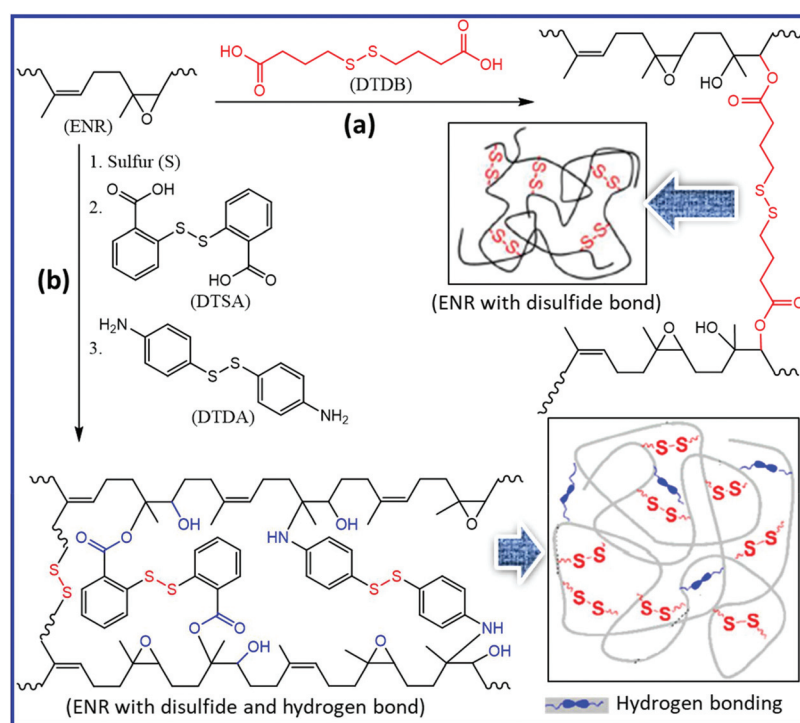 HO
O
S
S
O
OH
(DTDB)
(a)
O
(ENR)
1. Sulfur (S)
2.
O
OH
S
S
HO
O
(DTSA)
(b)
3.
H2N
S
S
NH2
(DTDA)
O
HO
O
O
S
S
O
O
HO
O
S-S
S-S
S-S
S-S
S-S
(ENR with disulfide bond)
O
OH
OH
O
O
HN
S
S
S
S
S
S
O
O
O
OH
O
NH
OH
(ENR with disulfide and hydrogen bond)
S-S
S-S
S-S
S-S
S-S
S-S
S-S
S-S
Hydrogen bonding